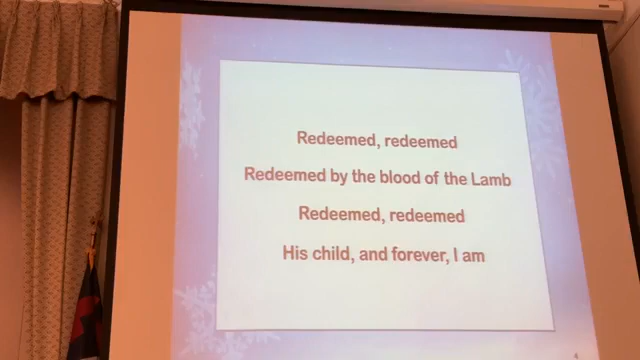 Redeemed, redeemed
Redeemed by the blood of the Lamb
Redeemed, redeemed
His child, and forever, I am